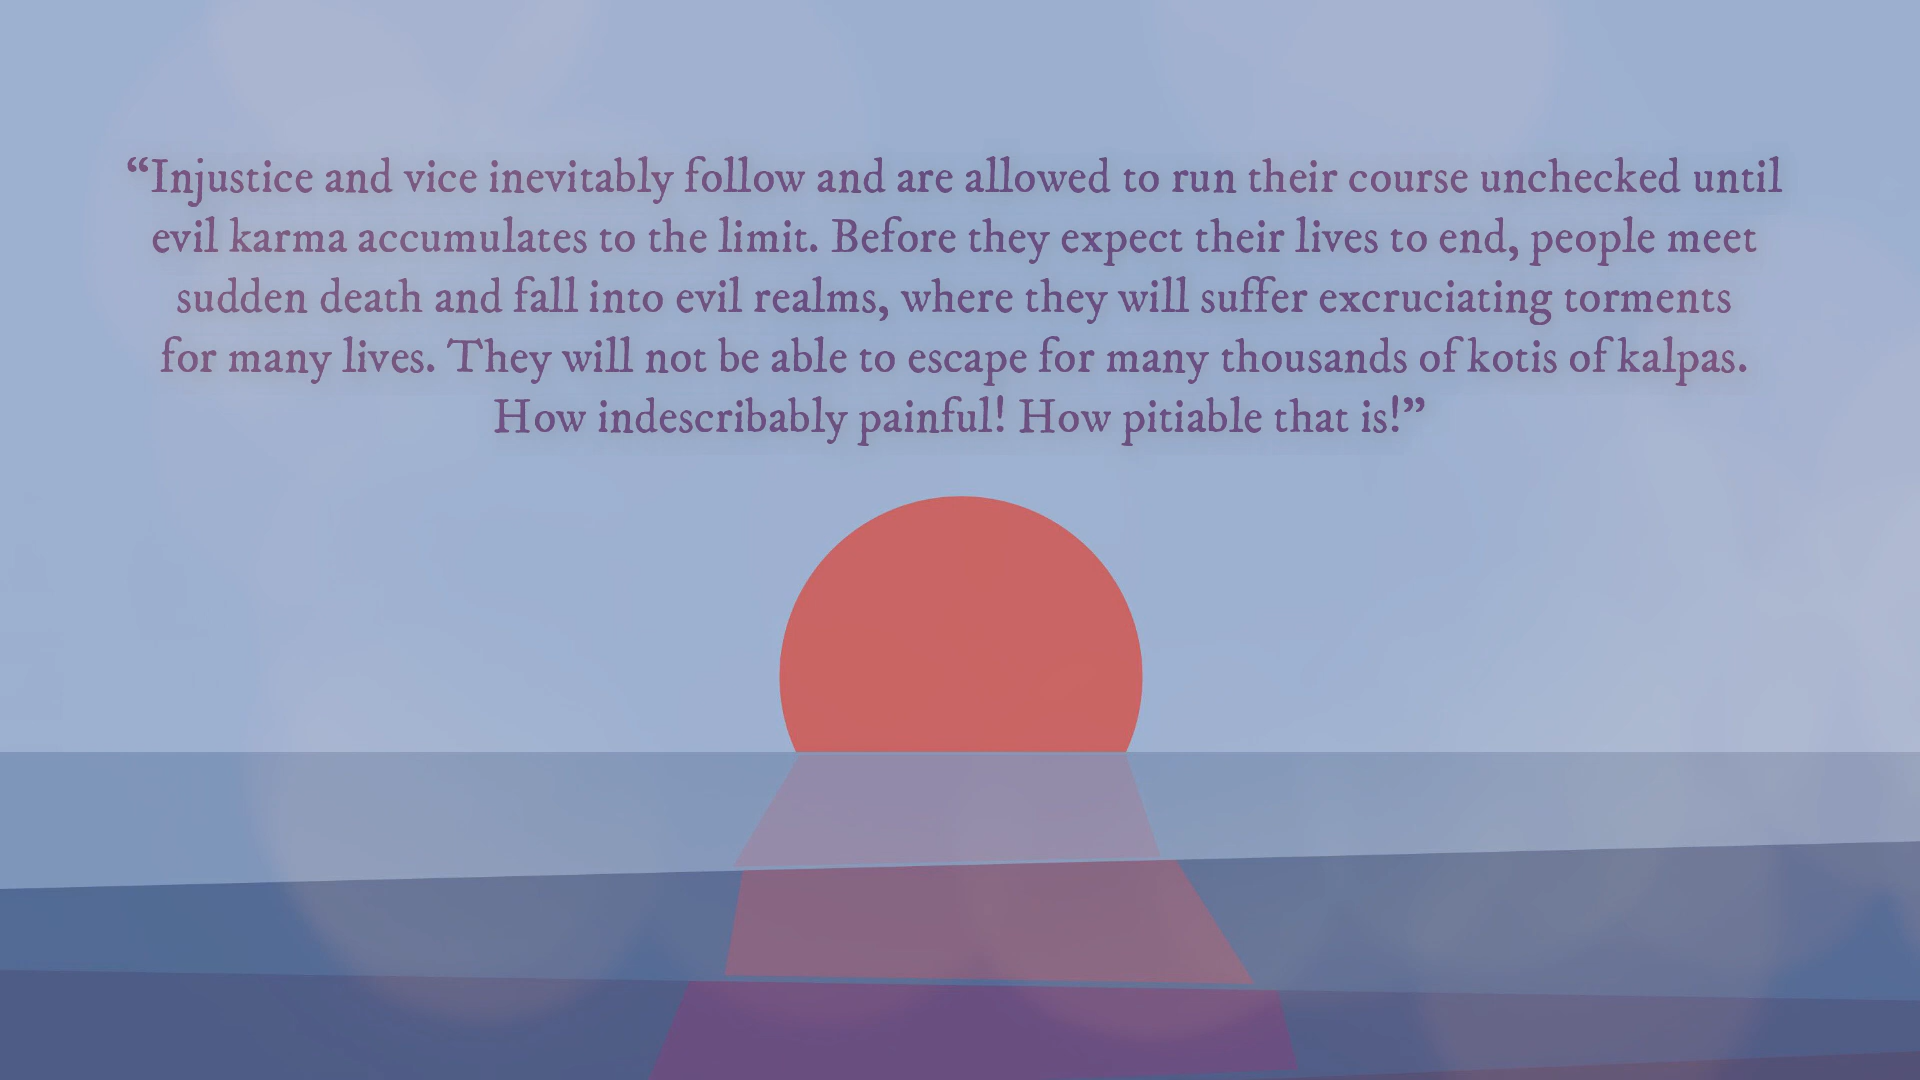 “Injustice and vice inevitably follow and are allowed to run their course unchecked until
evil karma accumulates to the limit. Before they expect their lives to end, people meet
sudden death and fall into evil realms, where they will suffer excruciating torments
for many lives. They will not be able to escape for many thousands of kotis of kalpas.
How indescribably painful! How pitiable that is!”